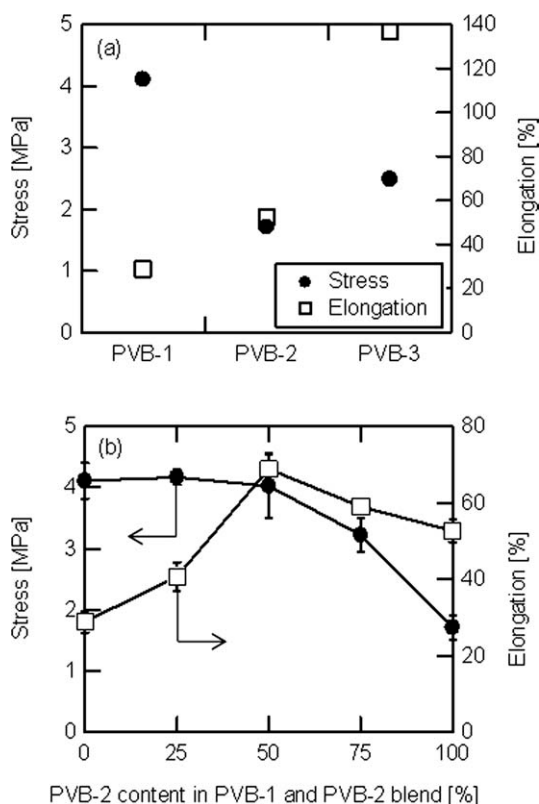 (a)
Stress [MPa]
5
4
3
2
1
0
140
120
100
80
60
40
20
0
Elongation [%]
Stress
Elongation
PVB-1 PVB-2 PVB-3
(b)
Stress [MPa]
5
4
3
2
1
0
80
60
40
20
0
Elongation [%]
0 25 50 75 100
PVB-2 content in PVB-1 and PVB-2 blend [%]